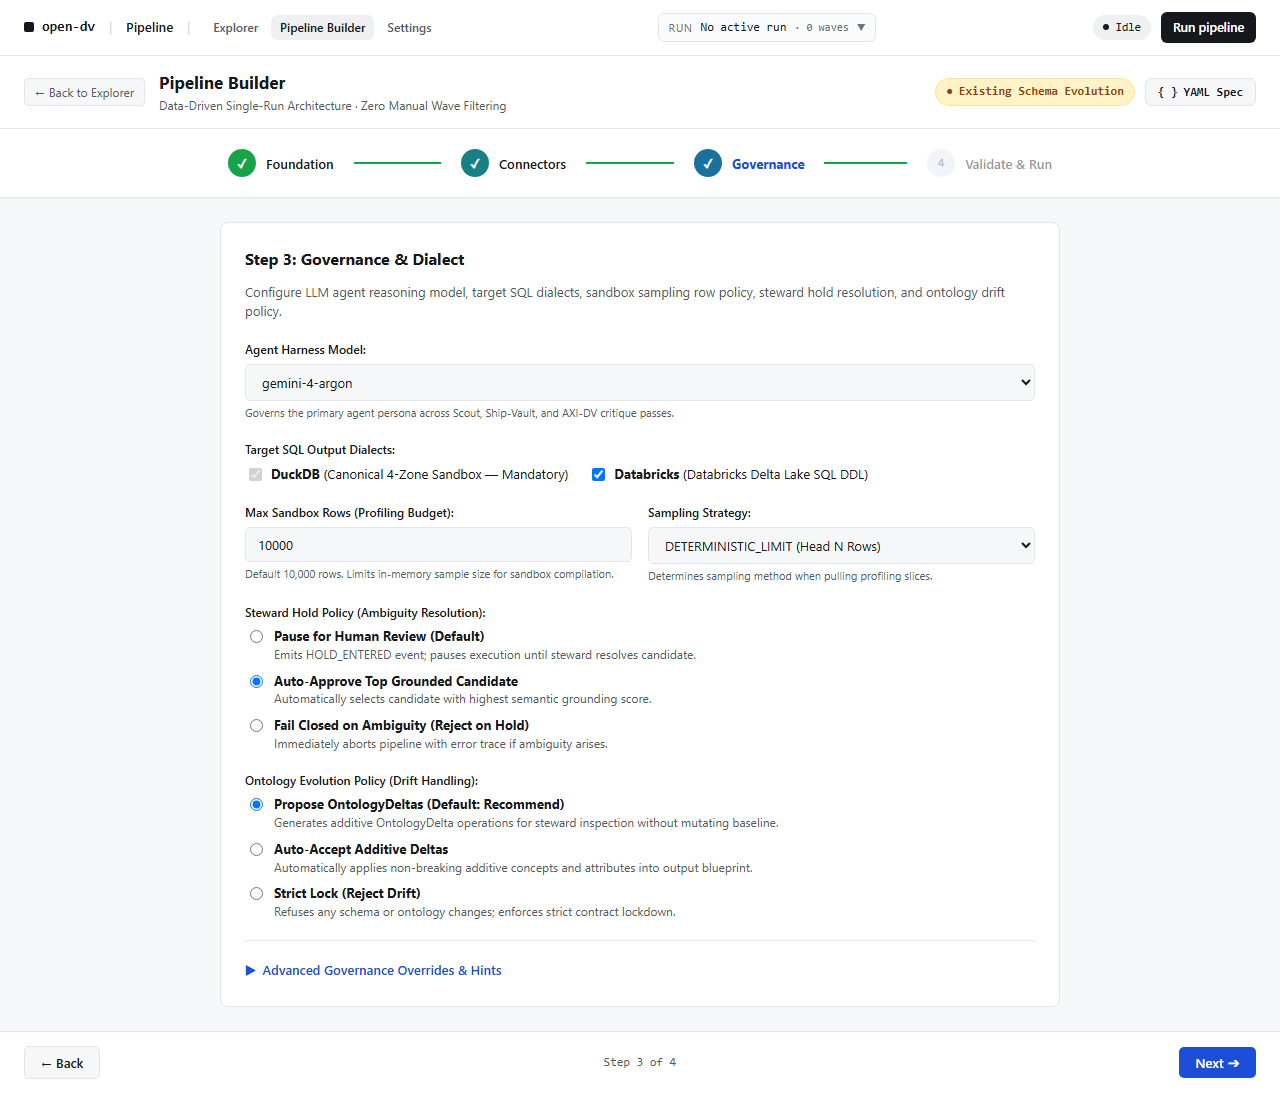 open-dv | Pipeline | Explorer Pipeline Builder Settings RUN No active run · 0 waves ▼ ● Idle Run pipeline
← Back to Explorer
Pipeline Builder
Data-Driven Single-Run Architecture · Zero Manual Wave Filtering
● Existing Schema Evolution { } YAML Spec
✓ Foundation ✓ Connectors ✓ Governance 4 Validate & Run
Step 3: Governance & Dialect
Configure LLM agent reasoning model, target SQL dialects, sandbox sampling row policy, steward hold resolution, and ontology drift
policy.
Agent Harness Model:
gemini-4-argon
Governs the primary agent persona across Scout, Ship-Vault, and AXI-DV critique passes.
Target SQL Output Dialects:
DuckDB (Canonical 4-Zone Sandbox — Mandatory) Databricks (Databricks Delta Lake SQL DDL)
Max Sandbox Rows (Profiling Budget): Sampling Strategy:
10000 DETERMINISTIC_LIMIT (Head N Rows)
Default 10,000 rows. Limits in-memory sample size for sandbox compilation. Determines sampling method when pulling profiling slices.
Steward Hold Policy (Ambiguity Resolution):
Pause for Human Review (Default)
Emits HOLD_ENTERED event; pauses execution until steward resolves candidate.
Auto-Approve Top Grounded Candidate
Automatically selects candidate with highest semantic grounding score.
Fail Closed on Ambiguity (Reject on Hold)
Immediately aborts pipeline with error trace if ambiguity arises.
Ontology Evolution Policy (Drift Handling):
Propose OntologyDeltas (Default: Recommend)
Generates additive OntologyDelta operations for steward inspection without mutating baseline.
Auto-Accept Additive Deltas
Automatically applies non-breaking additive concepts and attributes into output blueprint.
Strict Lock (Reject Drift)
Refuses any schema or ontology changes; enforces strict contract lockdown.
▶ Advanced Governance Overrides & Hints
← Back Step 3 of 4 Next →